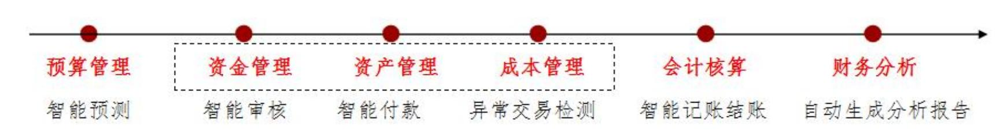 预算管理 资金管理 资产管理 成本管理 会计核算 财务分析
智能预测 智能审核 智能付款 异常交易检测 智能记账结账 自动生成分析报告